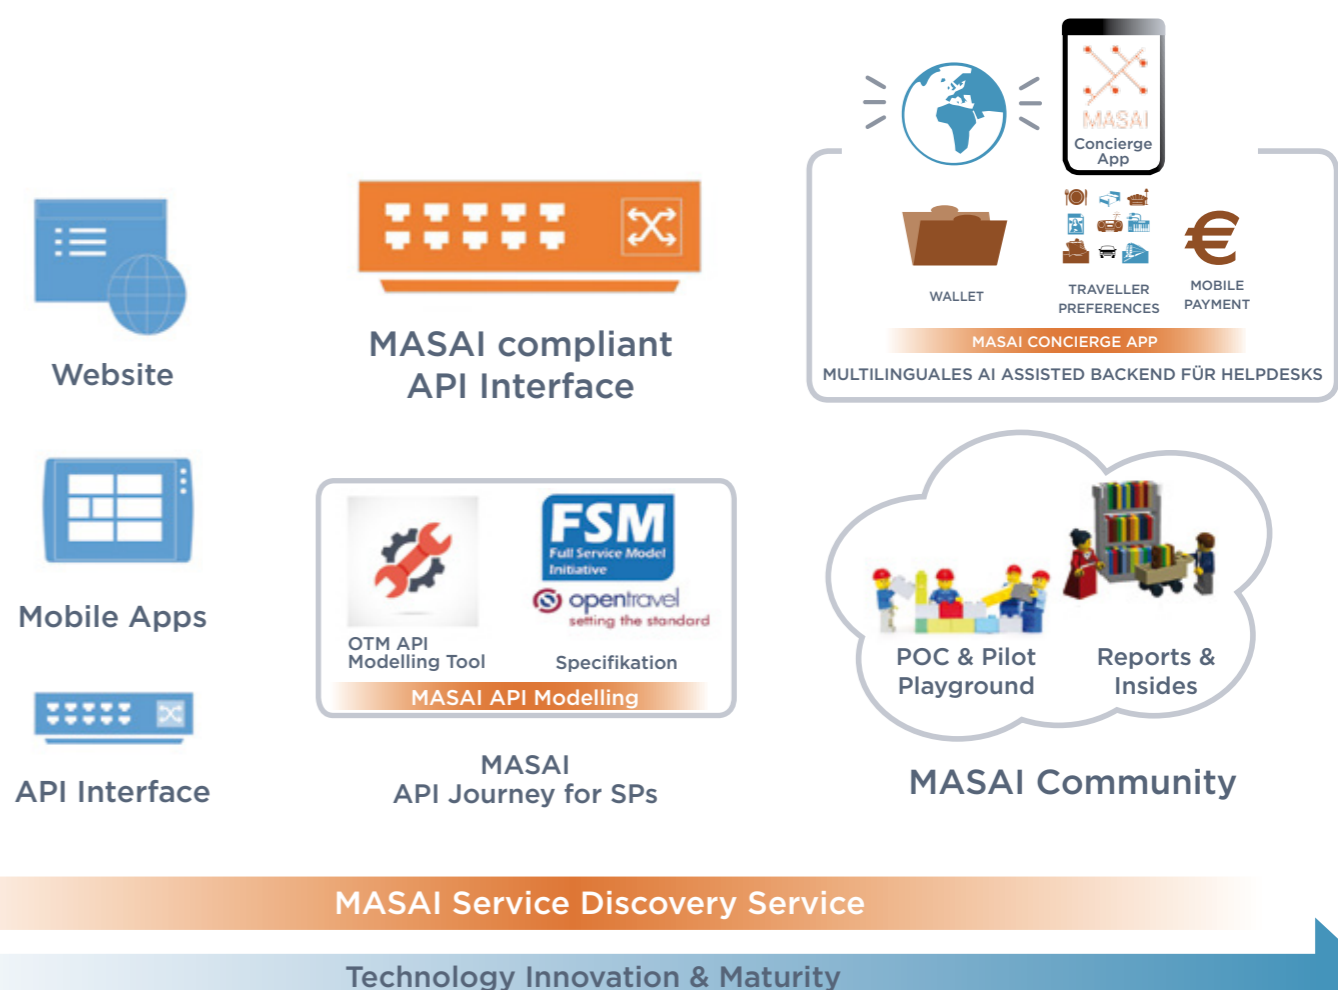 Website
Mobile Apps
API Interface
MASAI compliant
API Interface
FSM
Full Service Model
Initiative
opentravel
setting the standard
OTM API
Modelling Tool
Specifikation
MASAI API Modelling
MASAI
API Journey for SPs
MASAI
Concierge
App
WALLET
TRAVELLER
PREFERENCES
MOBILE
PAYMENT
MASAI CONCIERGE APP
MULTILINGUALES AI ASSISTED BACKEND FÜR HELPDESKS
POC & Pilot
Playground
Reports &
Insides
MASAI Community
MASAI Service Discovery Service
Technology Innovation & Maturity